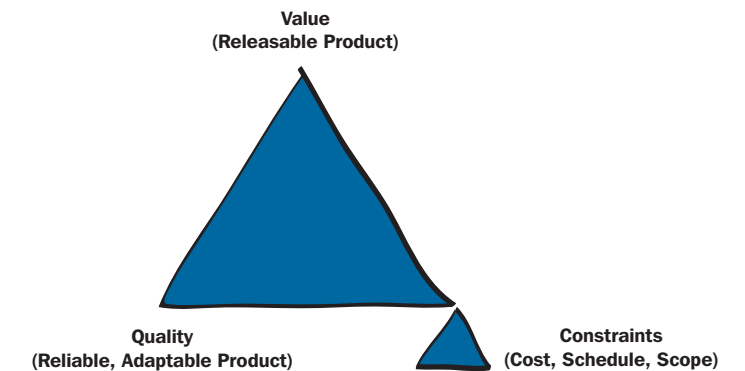 Value
(Releasable Product)
Quality
(Reliable, Adaptable Product)
Constraints
(Cost, Schedule, Scope)